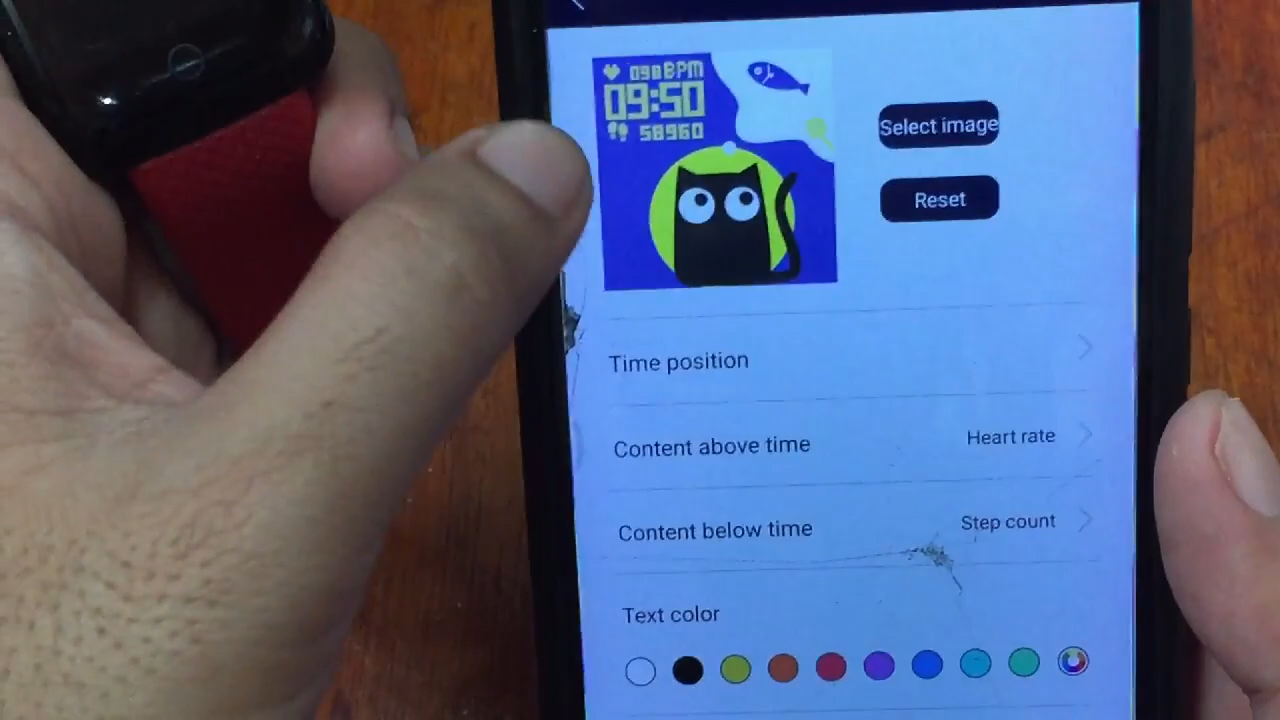 090BPM
09:50
58960
Select image
Reset
Time position
Content above time
Heart rate
Content below time
Step count
Text color